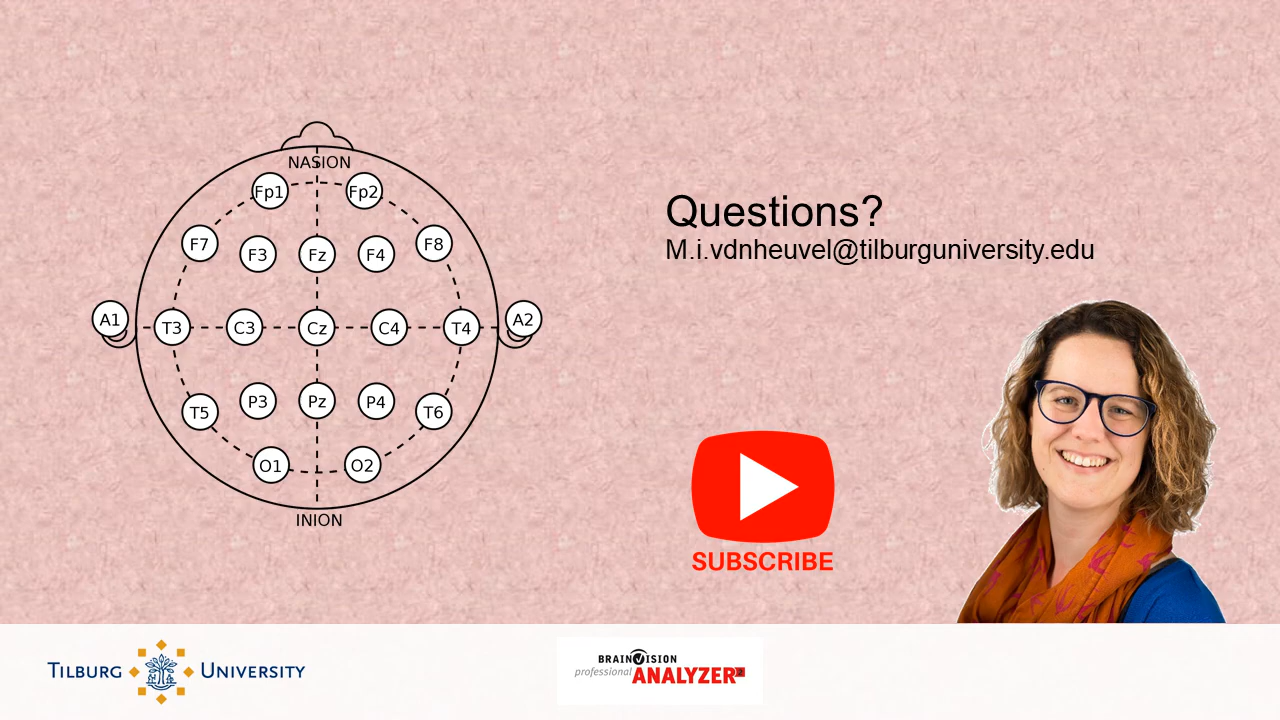 NASION
Fp1
Fp2
F7
F3
Fz
F4
F8
A1
T3
C3
Cz
C4
T4
A2
T5
P3
Pz
P4
T6
O1
O2
INION
Questions?
M.i.vdnheuvel@tilburguniversity.edu
SUBSCRIBE
TILBURG UNIVERSITY
BRAINVISION
professional ANALYZER 2